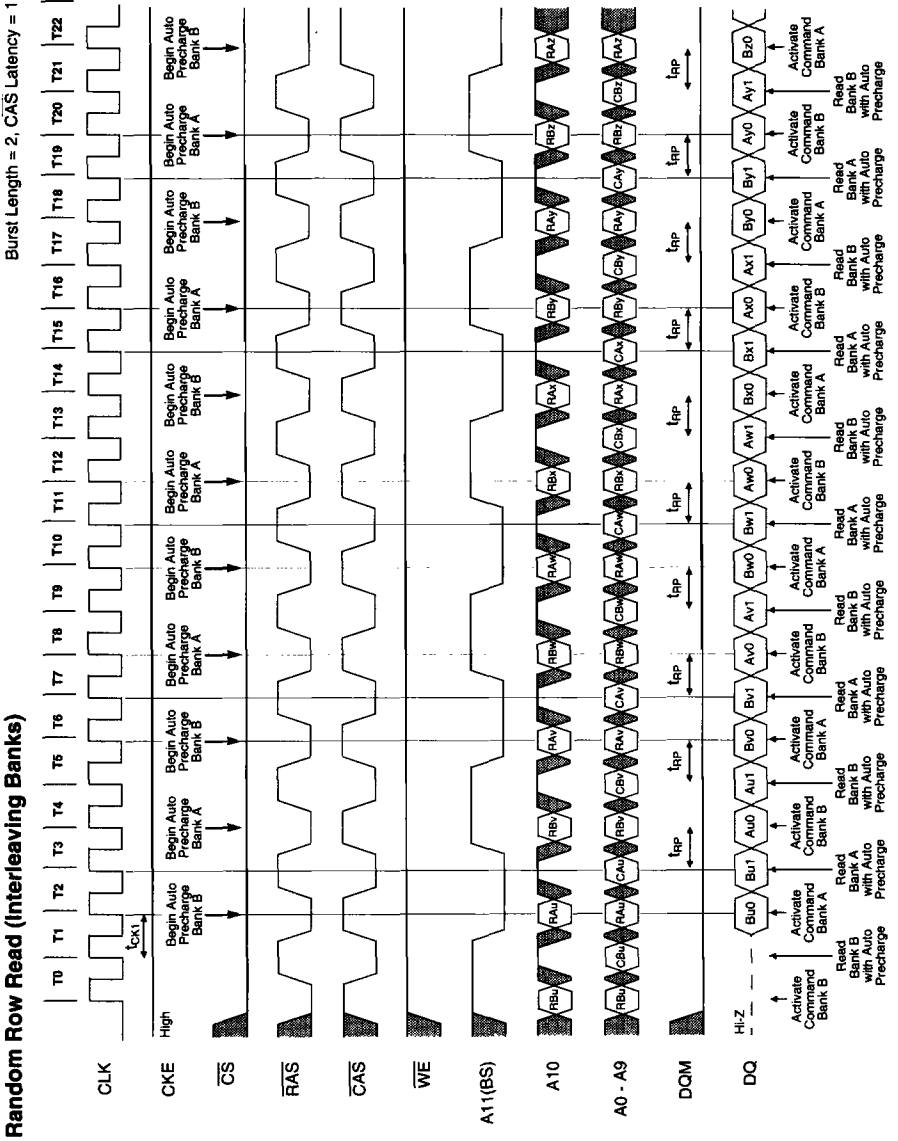 Random Row Read (Interleaving Banks)
Burst Length = 2, CAS Latency = 1
T0 T1 T2 T3 T4 T5 T6 T7 T8 T9 T10 T11 T12 T13 T14 T15 T16 T17 T18 T19 T20 T21 T22
CLK
tCK1
CKE
High
Begin Auto Begin Auto Begin Auto Begin Auto Begin Auto Begin Auto Begin Auto Begin Auto Begin Auto Begin Auto Begin Auto
Precharge Precharge Precharge Precharge Precharge Precharge Precharge Precharge Precharge Precharge Precharge
Bank B Bank A Bank B Bank A Bank B Bank A Bank B Bank A Bank B Bank A Bank B
CS
RAS
CAS
WE
A11(BS)
A10 RBu RAu RBv RAv RBw RAw RBx RAx RBy RAy RBz RAz
A0 - A9 RBu CBu RAu CAu RBv CBv RAv CAv RBw CBw RAw CAw RBx CBx RAx CAx RBy CBy RAy CAy RBz CBz RAz
DQM
tRP tRP tRP tRP tRP tRP tRP tRP tRP tRP
DQ Hi-Z Bu0 Bu1 Au0 Au1 Bv0 Bv1 Av0 Av1 Bw0 Bw1 Aw0 Aw1 Bx0 Bx1 Ax0 Ax1 By0 By1 Ay0 Ay1 Bz0
Activate Activate Activate Activate Activate Activate Activate Activate Activate Activate Activate Activate
Command Command Command Command Command Command Command Command Command Command Command Command
Bank B Bank A Bank B Bank A Bank B Bank A Bank B Bank A Bank B Bank A Bank B Bank A
Read Read Read Read Read Read Read Read Read Read Read
Bank B Bank A Bank B Bank A Bank B Bank A Bank B Bank A Bank B Bank A Bank B
with Auto with Auto with Auto with Auto with Auto with Auto with Auto with Auto with Auto with Auto with Auto
Precharge Precharge Precharge Precharge Precharge Precharge Precharge Precharge Precharge Precharge Precharge